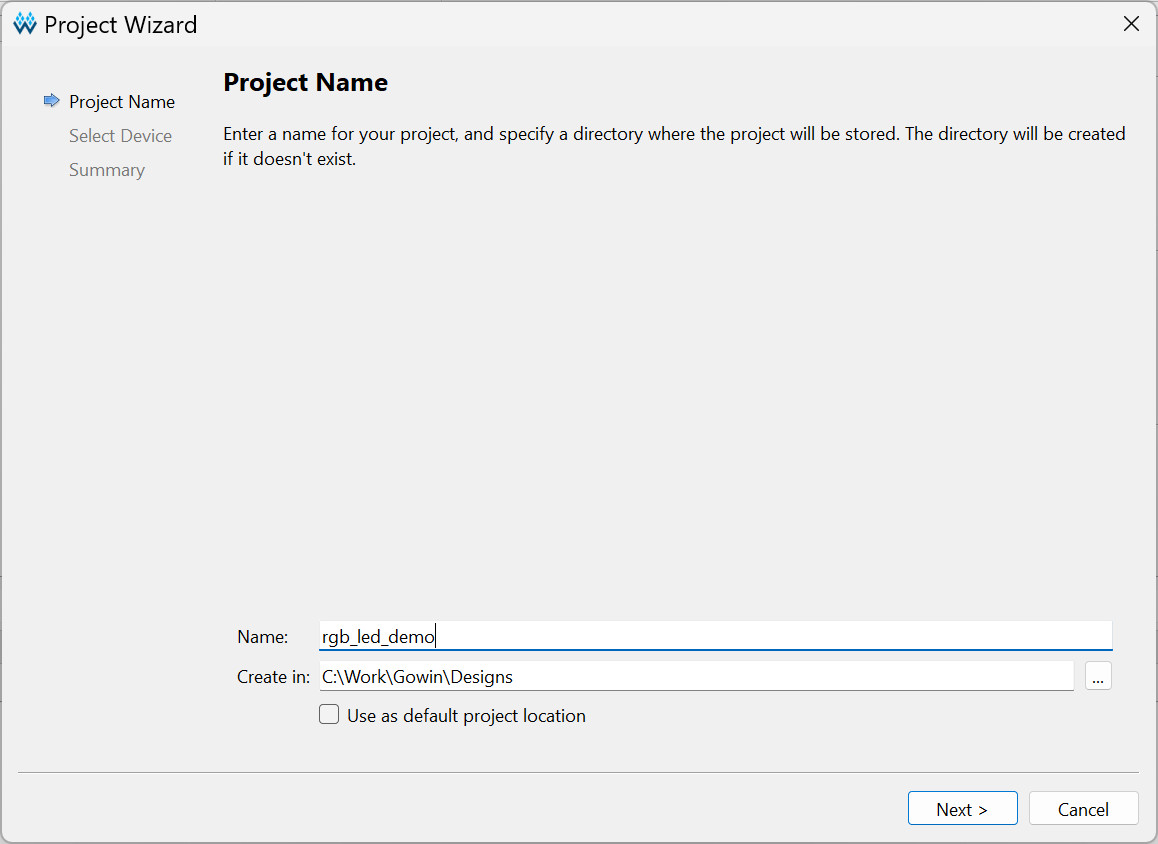 Project Wizard
Project Name
Select Device
Summary
Project Name
Enter a name for your project, and specify a directory where the project will be stored. The directory will be created
if it doesn't exist.
Name: rgb_led_demo
Create in: C:\Work\Gowin\Designs ...
Use as default project location
Next > Cancel